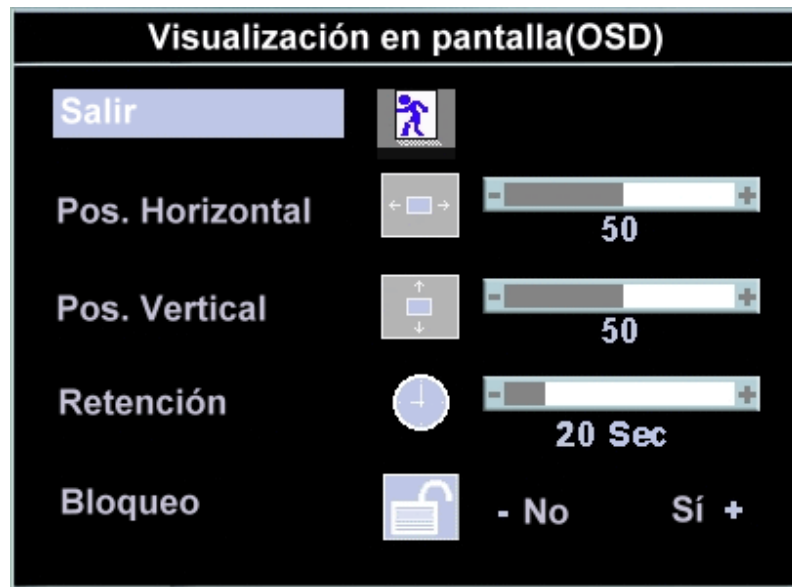 Visualización en pantalla(OSD)
Salir
Pos. Horizontal
- +
50
Pos. Vertical
- +
50
Retención
- +
20 Sec
Bloqueo
- No Sí +